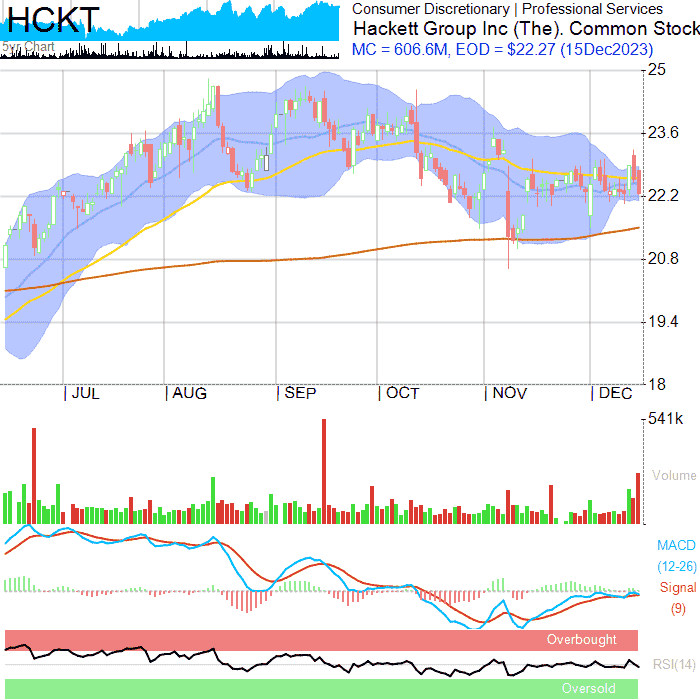 HCKT
5yr Chart
Consumer Discretionary | Professional Services
Hackett Group Inc (The). Common Stock
MC = 606.6M, EOD = $22.27 (15Dec2023)
25
23.6
22.2
20.8
19.4
18
JUL AUG SEP OCT NOV DEC
541k
Volume
MACD
(12-26)
Signal
(9)
Overbought
RSI(14)
Oversold